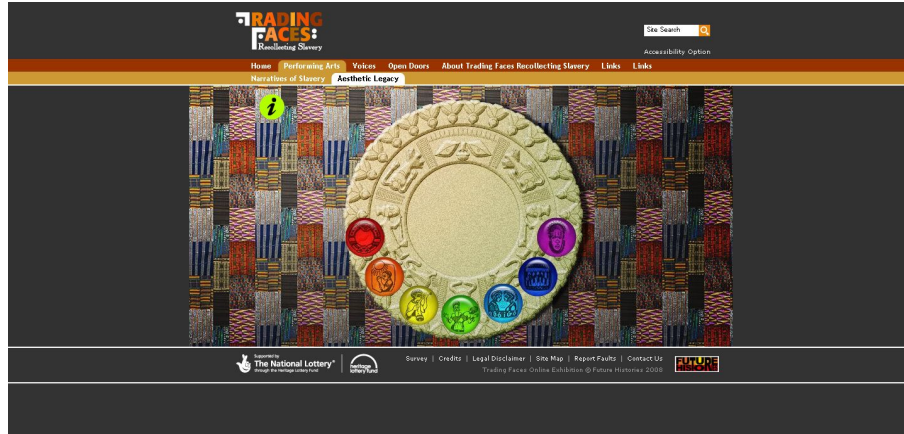 TRADING
FACES:
Recollecting Slavery
Site Search
Accessibility Option
Home Performing Arts Voices Open Doors About Trading Faces Recollecting Slavery Links Links
Narratives of Slavery Aesthetic Legacy
i
Supported by
The National Lottery®
through the Heritage Lottery Fund
heritage
lottery fund
Survey | Credits | Legal Disclaimer | Site Map | Report Faults | Contact Us
Trading Faces Online Exhibition © Future Histories 2008
FUTURE
HISTORIES